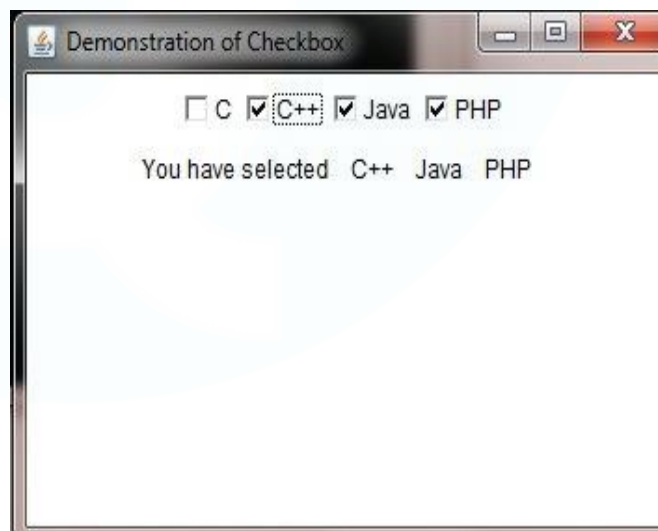 Demonstration of Checkbox
C C++ Java PHP
You have selected C++ Java PHP